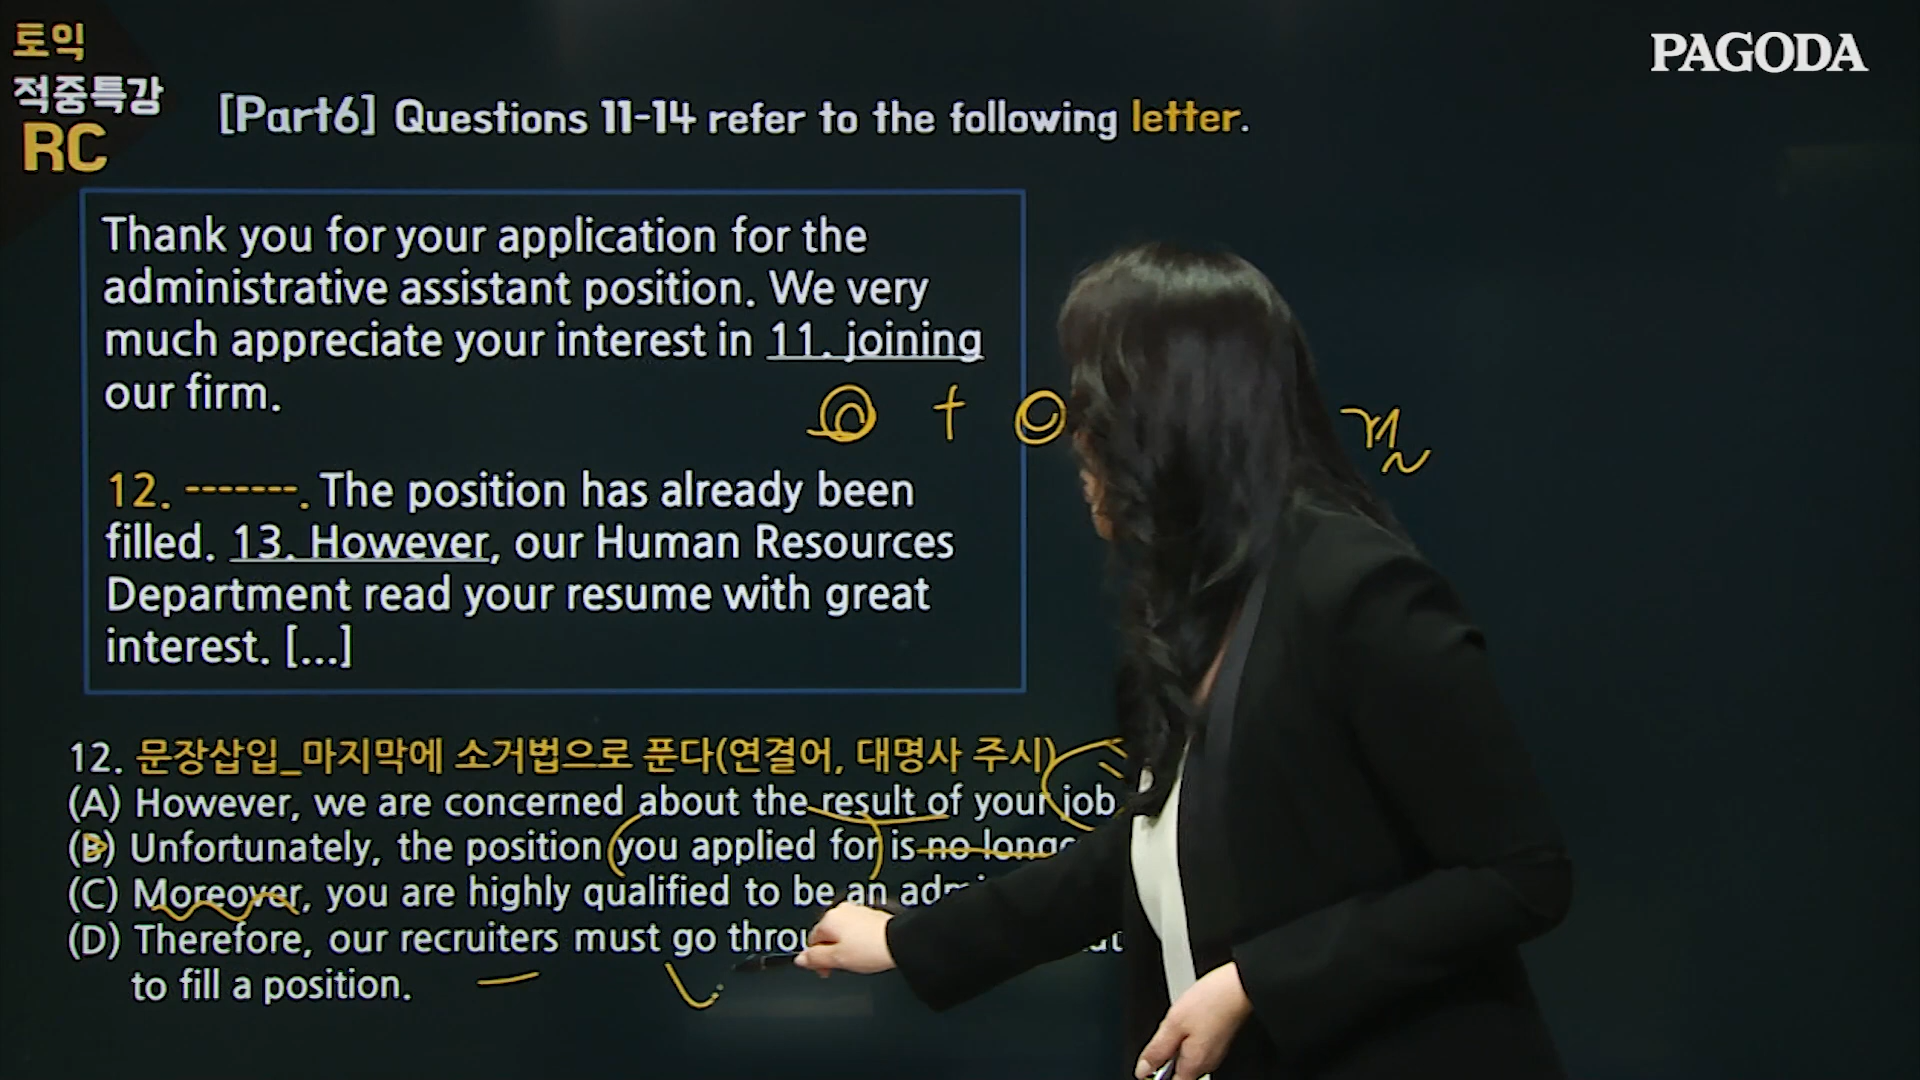 토익
적중특강
RC
PAGODA
[Part6] Questions 11-14 refer to the following letter.
Thank you for your application for the
administrative assistant position. We very
much appreciate your interest in 11. joining
our firm.
12. -------. The position has already been
filled. 13. However, our Human Resources
Department read your resume with great
interest. [...]
12. 문장삽입_마지막에 소거법으로 푼다(연결어, 대명사 주시)
(A) However, we are concerned about the result of your job
(B) Unfortunately, the position you applied for is no
(C) Moreover, you are highly qualified to be an
(D) Therefore, our recruiters must go
to fill a position.